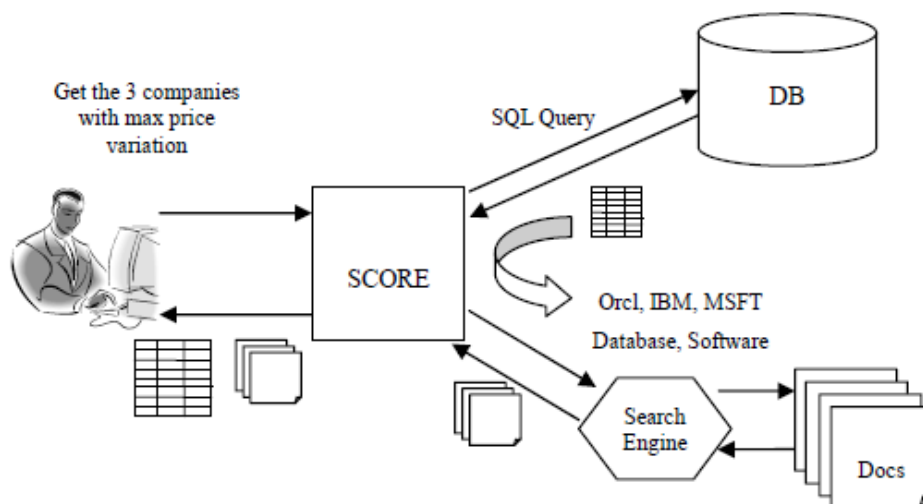 Get the 3 companies
with max price
variation
SQL Query
DB
SCORE
Orcl, IBM, MSFT
Database, Software
Search
Engine
Docs